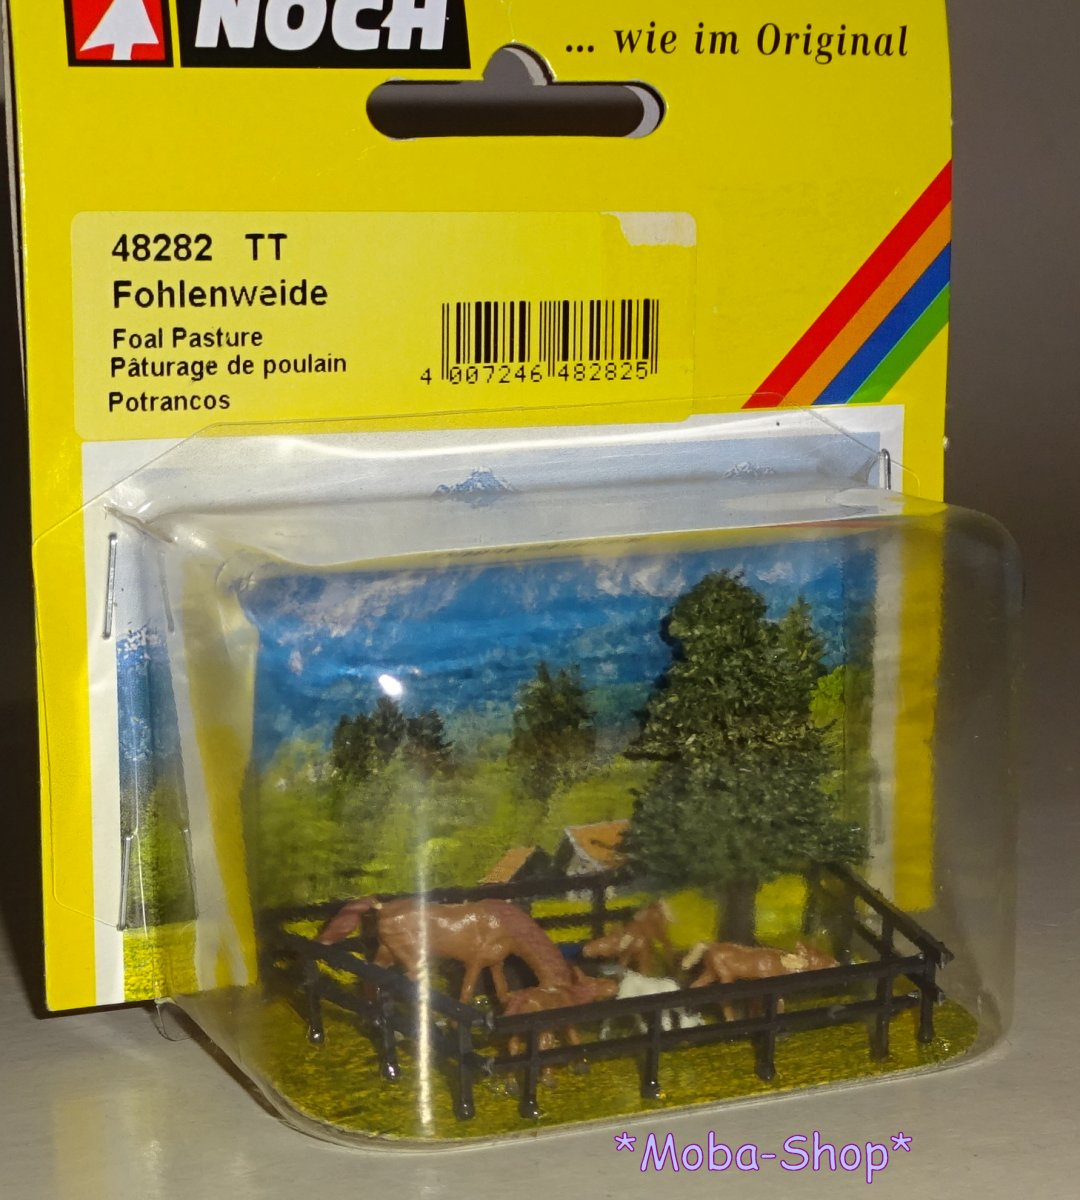 NOCH
... wie im Original
48282 TT
Fohlenweide
Foal Pasture
Pâturage de poulain
Potrancos
4 007246 482825
*Moba-Shop*